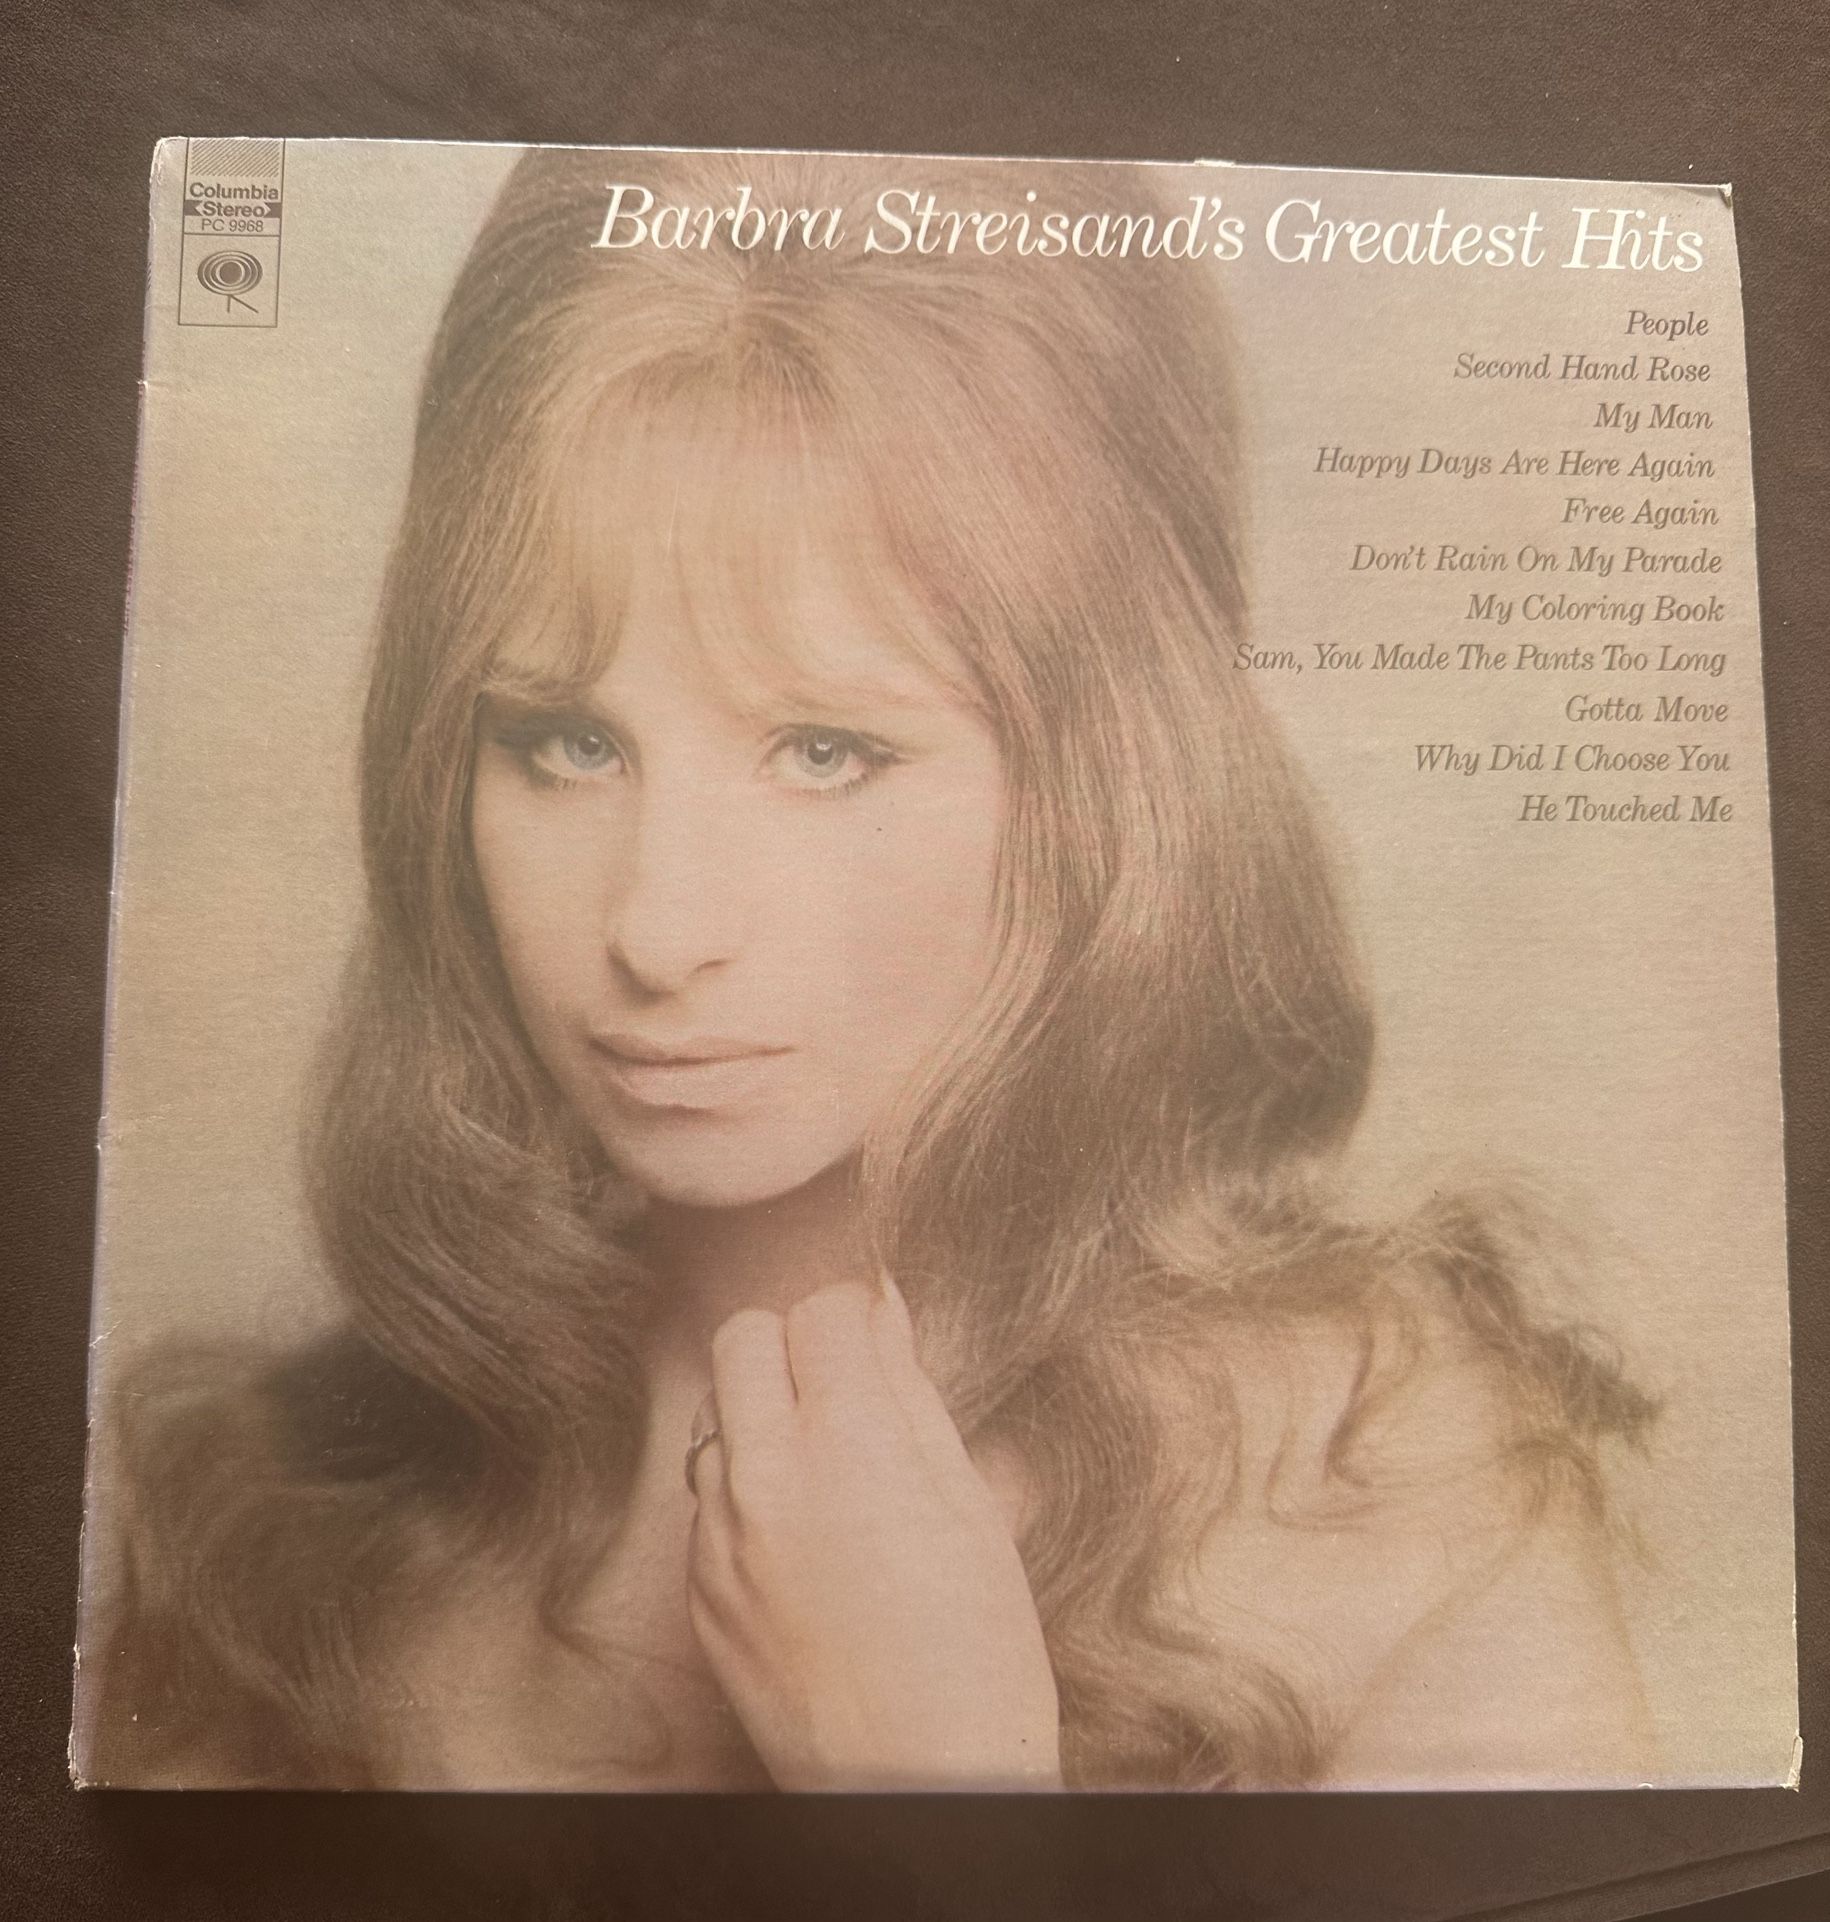 Columbia
Stereo
PC 9968
Barbra Streisand's Greatest Hits
People
Second Hand Rose
My Man
Happy Days Are Here Again
Free Again
Don't Rain On My Parade
My Coloring Book
Sam, You Made The Pants Too Long
Gotta Move
Why Did I Choose You
He Touched Me